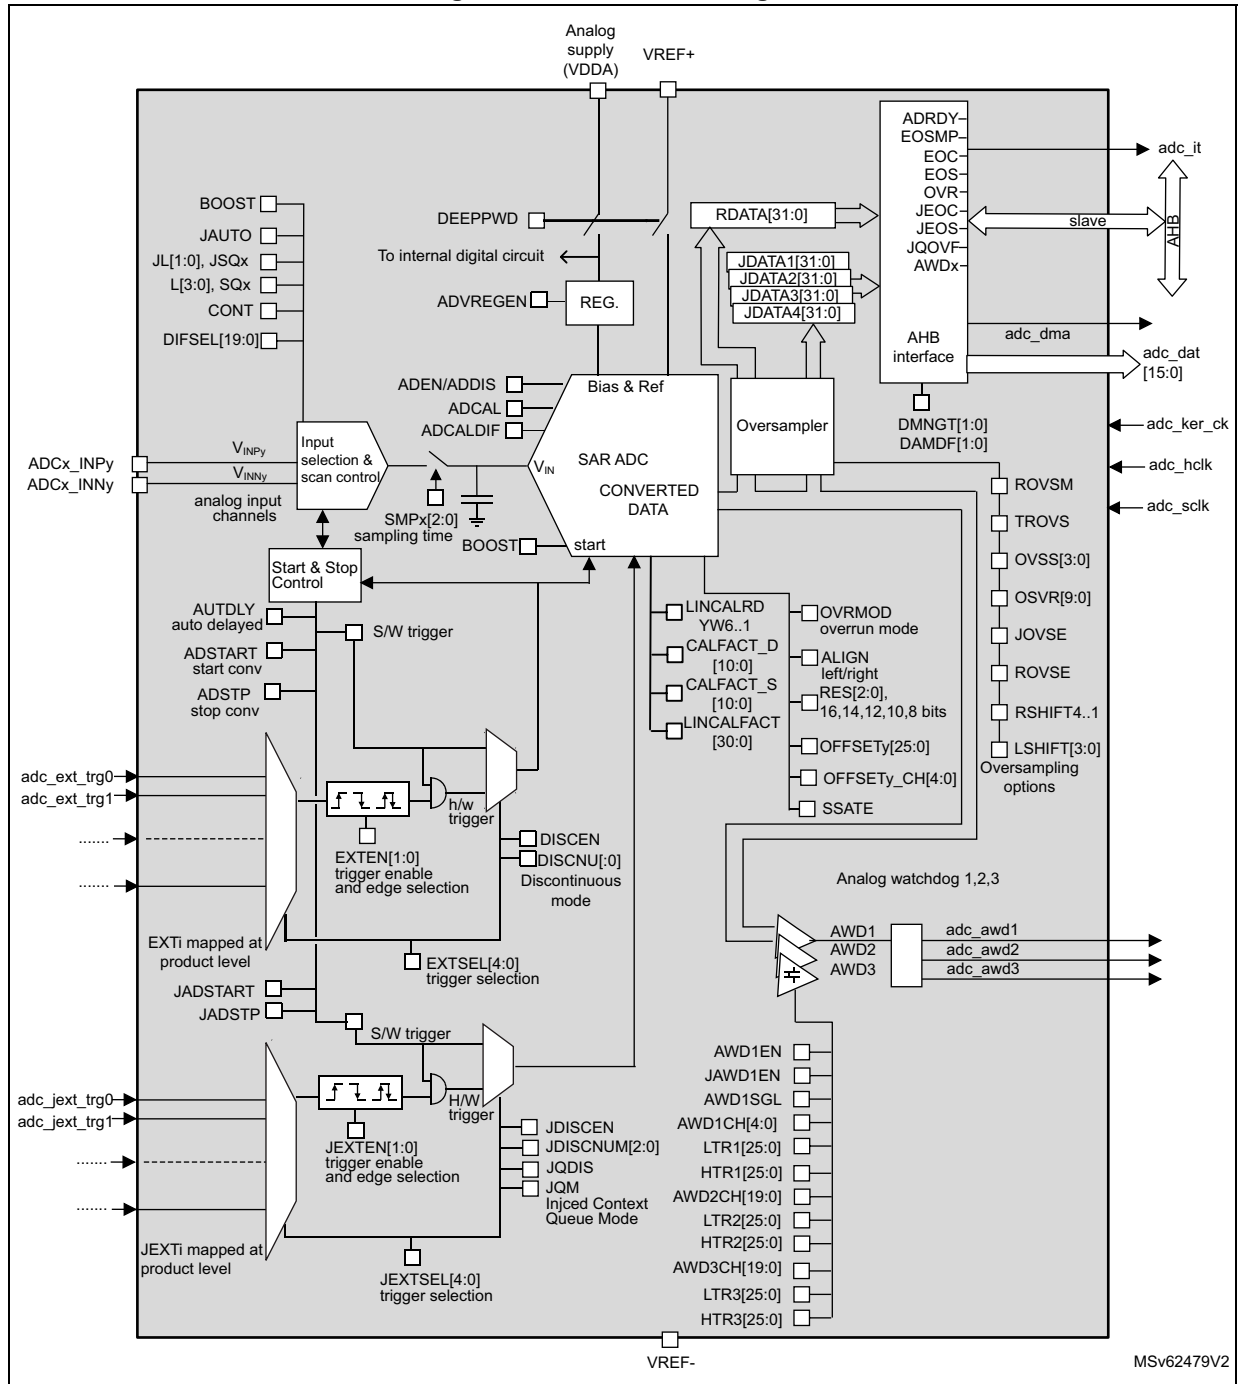 Analog
supply
(VDDA)
VREF+
ADRDY
EOSMP
EOC
EOS
OVR
JEOC
JEOS
JQOVF
AWDx
adc_it
slave
AHB
BOOST
JAUTO
JL[1:0], JSQx
L[3:0], SQx
CONT
DIFSEL[19:0]
DEEPPWD
To internal digital circuit
ADVREGEN
REG.
RDATA[31:0]
JDATA1[31:0]
JDATA2[31:0]
JDATA3[31:0]
JDATA4[31:0]
AHB
interface
adc_dma
adc_dat
[15:0]
DMNGT[1:0]
DAMDF[1:0]
adc_ker_ck
adc_hclk
adc_sclk
ADEN/ADDIS
ADCAL
ADCALDIF
Bias & Ref
Oversampler
ADCx_INPy
ADCx_INNy
VINPy
VINNy
analog input
channels
Input
selection &
scan control
SMPx[2:0]
sampling time
VIN
SAR ADC
CONVERTED
DATA
BOOST
start
ROVSM
TROVS
OVSS[3:0]
OSVR[9:0]
JOVSE
ROVSE
RSHIFT4..1
LSHIFT[3:0]
Oversampling
options
Start & Stop
Control
AUTDLY
auto delayed
S/W trigger
ADSTART
start conv
ADSTP
stop conv
LINCALRD
YW6..1
CALFACT_D
[10:0]
CALFACT_S
[10:0]
LINCALFACT
[30:0]
OVRMOD
overrun mode
ALIGN
left/right
RES[2:0],
16,14,12,10,8 bits
OFFSETy[25:0]
OFFSETy_CH[4:0]
SSATE
adc_ext_trg0
adc_ext_trg1
.......
.......
h/w
trigger
EXTEN[1:0]
trigger enable
and edge selection
DISCEN
DISCNU[:0]
Discontinuous
mode
EXTi mapped at
product level
EXTSEL[4:0]
trigger selection
Analog watchdog 1,2,3
AWD1
AWD2
AWD3
adc_awd1
adc_awd2
adc_awd3
JADSTART
JADSTP
S/W trigger
adc_jext_trg0
adc_jext_trg1
.......
.......
H/W
trigger
JEXTEN[1:0]
trigger enable
and edge selection
JDISCEN
JDISCNUM[2:0]
JQDIS
JQM
Injced Context
Queue Mode
JEXTi mapped at
product level
JEXTSEL[4:0]
trigger selection
AWD1EN
JAWD1EN
AWD1SGL
AWD1CH[4:0]
LTR1[25:0]
HTR1[25:0]
AWD2CH[19:0]
LTR2[25:0]
HTR2[25:0]
AWD3CH[19:0]
LTR3[25:0]
HTR3[25:0]
VREF-
MSv62479V2